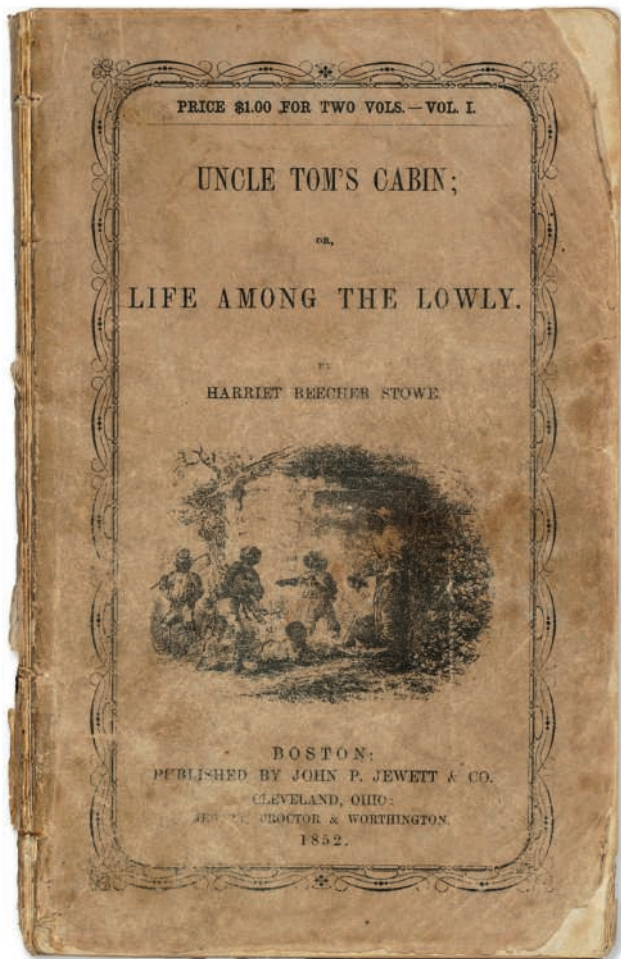 PRICE $1.00 FOR TWO VOLS.—VOL. I.
UNCLE TOM'S CABIN;
OR,
LIFE AMONG THE LOWLY.
BY
HARRIET BEECHER STOWE.
BOSTON:
PUBLISHED BY JOHN P. JEWETT & CO.
CLEVELAND, OHIO:
PROCTOR & WORTHINGTON.
1852.